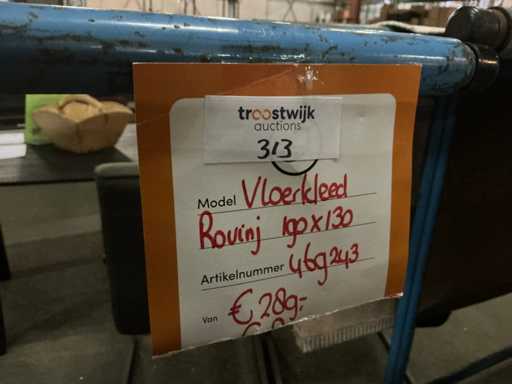 troostwijk
auctions
313
Model Vloerkleed
Rovinj 190x130
Artikelnummer 469243
Van €289,-